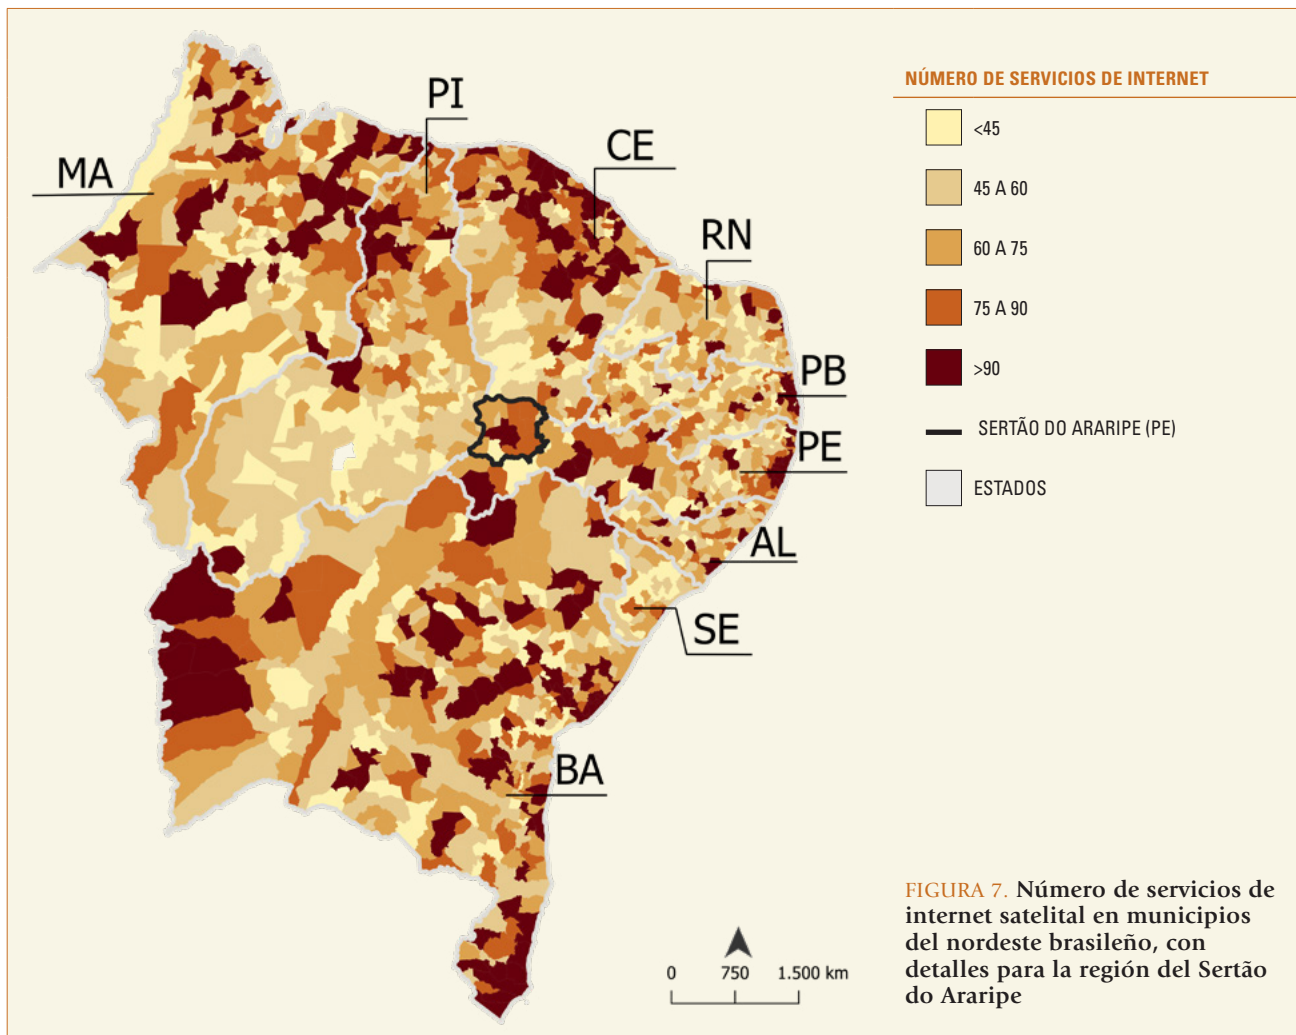 PI
CE
MA
RN
PB
PE
AL
SE
BA
0 750 1.500 km
NÚMERO DE SERVICIOS DE INTERNET
<45
45 A 60
60 A 75
75 A 90
>90
SERTÃO DO ARARIPE (PE)
ESTADOS
FIGURA 7. Número de servicios de
internet satelital en municipios
del nordeste brasileño, con
detalles para la región del Sertão
do Araripe